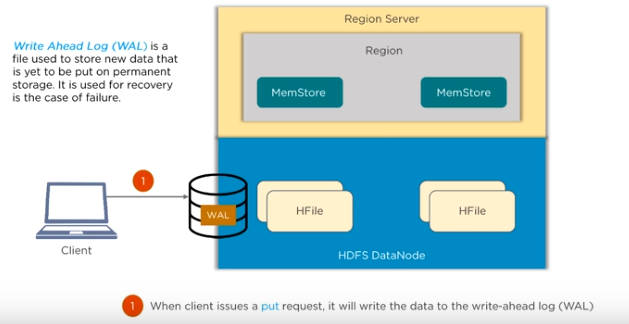 Region Server
Region
MemStore
MemStore
Write Ahead Log (WAL) is a
file used to store new data that
is yet to be put on permanent
storage. It is used for recovery
is the case of failure.
1
WAL
HFile
HFile
Client
HDFS DataNode
1 When client issues a put request, it will write the data to the write-ahead log (WAL)